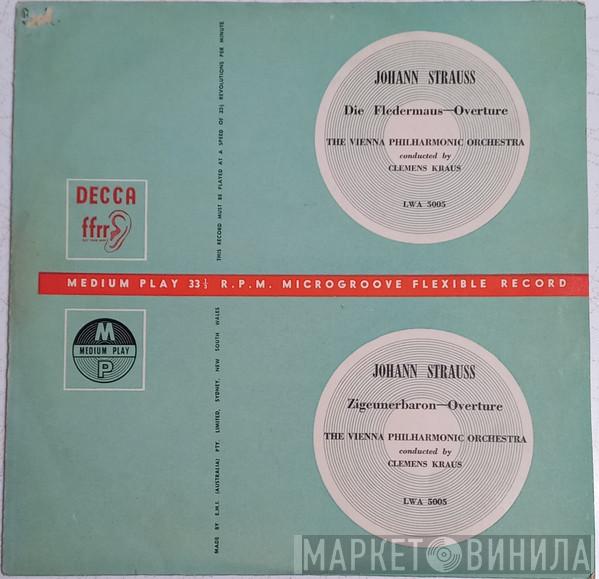 JOHANN STRAUSS
Die Fledermaus—Overture
THE VIENNA PHILHARMONIC ORCHESTRA
conducted by
CLEMENS KRAUS
LWA 5005
THIS RECORD MUST BE PLAYED AT A SPEED OF 33⅓ REVOLUTIONS PER MINUTE
DECCA
ffrr
MEDIUM PLAY 33⅓ R.P.M. MICROGROOVE FLEXIBLE RECORD
M
MEDIUM PLAY
P
MADE BY E.M.I. (AUSTRALIA) PTY. LIMITED, SYDNEY, NEW SOUTH WALES
JOHANN STRAUSS
Zigeunerbaron—Overture
THE VIENNA PHILHARMONIC ORCHESTRA
conducted by
CLEMENS KRAUS
LWA 5005
МАРКЕТ ВИНИЛА